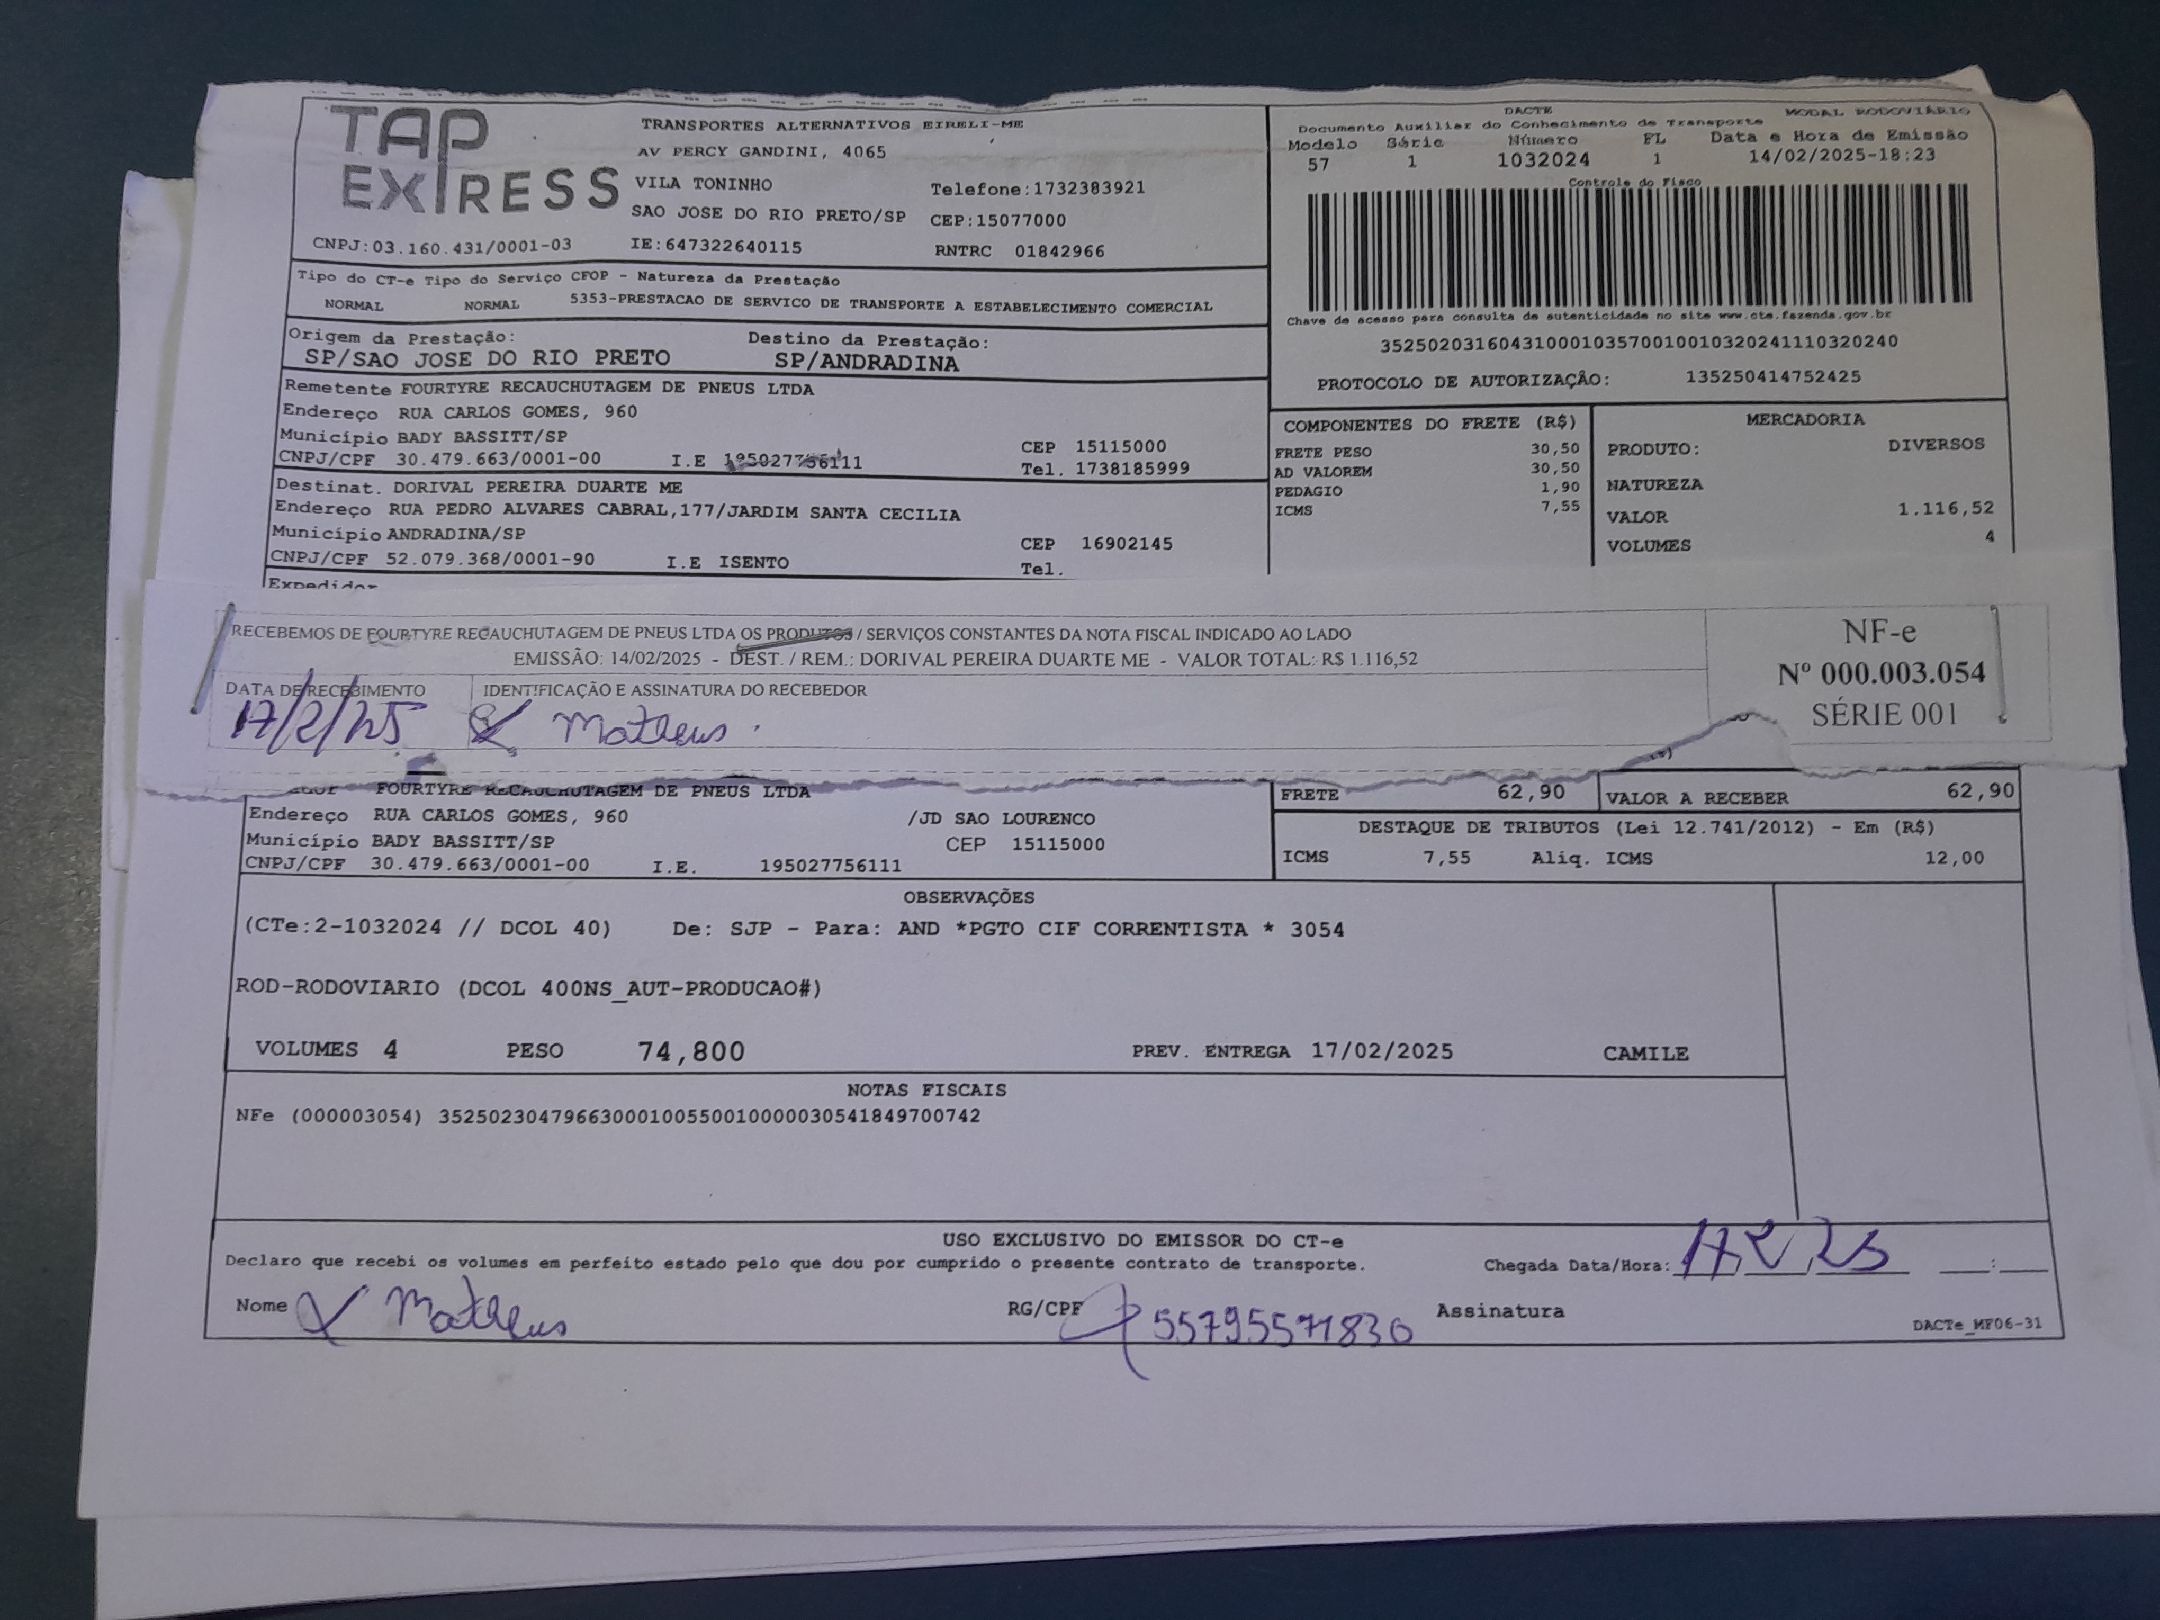 TAP
EXPRESS
TRANSPORTES ALTERNATIVOS EIRELI-ME
AV PERCY GANDINI, 4065
VILA TONINHO
Telefone:1732383921
SAO JOSE DO RIO PRETO/SP CEP:15077000
CNPJ:03.160.431/0001-03 IE:647322640115 RNTRC 01842966
DACTE MODAL RODOVIÁRIO
Documento Auxiliar do Conhecimento de Transporte
Modelo Série Número FL Data e Hora de Emissão
57 1 1032024 1 14/02/2025-18:23
Controle do Fisco
Chave de acesso para consulta de autenticidade no site www.cte.fazenda.gov.br
35250203160431000103570010010320241110320240
PROTOCOLO DE AUTORIZAÇÃO: 135250414752425
Tipo do CT-e Tipo do Serviço CFOP - Natureza da Prestação
NORMAL NORMAL 5353-PRESTACAO DE SERVICO DE TRANSPORTE A ESTABELECIMENTO COMERCIAL
Origem da Prestação: Destino da Prestação:
SP/SAO JOSE DO RIO PRETO SP/ANDRADINA
Remetente FOURTYRE RECAUCHUTAGEM DE PNEUS LTDA
Endereço RUA CARLOS GOMES, 960
Município BADY BASSITT/SP CEP 15115000
CNPJ/CPF 30.479.663/0001-00 I.E 195027756111 Tel. 1738185999
Destinat. DORIVAL PEREIRA DUARTE ME
Endereço RUA PEDRO ALVARES CABRAL,177/JARDIM SANTA CECILIA
Município ANDRADINA/SP CEP 16902145
CNPJ/CPF 52.079.368/0001-90 I.E ISENTO Tel.
Expedidor
COMPONENTES DO FRETE (R$)
FRETE PESO 30,50
AD VALOREM 30,50
PEDAGIO 1,90
ICMS 7,55
MERCADORIA
PRODUTO: DIVERSOS
NATUREZA
VALOR 1.116,52
VOLUMES 4
RECEBEMOS DE FOURTYRE RECAUCHUTAGEM DE PNEUS LTDA OS PRODUTOS / SERVIÇOS CONSTANTES DA NOTA FISCAL INDICADO AO LADO
EMISSÃO: 14/02/2025 - DEST. / REM.: DORIVAL PEREIRA DUARTE ME - VALOR TOTAL: R$ 1.116,52
DATA DE RECEBIMENTO IDENTIFICAÇÃO E ASSINATURA DO RECEBEDOR
17/2/25 Matheus
NF-e
Nº 000.003.054
SÉRIE 001
FOURTYRE RECAUCHUTAGEM DE PNEUS LTDA
Endereço RUA CARLOS GOMES, 960 /JD SAO LOURENCO
Município BADY BASSITT/SP CEP 15115000
CNPJ/CPF 30.479.663/0001-00 I.E. 195027756111
FRETE 62,90 VALOR A RECEBER 62,90
DESTAQUE DE TRIBUTOS (Lei 12.741/2012) - Em (R$)
ICMS 7,55 Aliq. ICMS 12,00
OBSERVAÇÕES
(CTe:2-1032024 // DCOL 40) De: SJP - Para: AND *PGTO CIF CORRENTISTA * 3054
ROD-RODOVIARIO (DCOL 400NS_AUT-PRODUCAO#)
VOLUMES 4 PESO 74,800 PREV. ENTREGA 17/02/2025 CAMILE
NOTAS FISCAIS
NFe (000003054) 35250230479663000100550010000030541849700742
USO EXCLUSIVO DO EMISSOR DO CT-e
Declaro que recebi os volumes em perfeito estado pelo que dou por cumprido o presente contrato de transporte. Chegada Data/Hora: 17/2/25 :
Nome Matheus RG/CPF 55795571830 Assinatura
DACTe_MF06-31